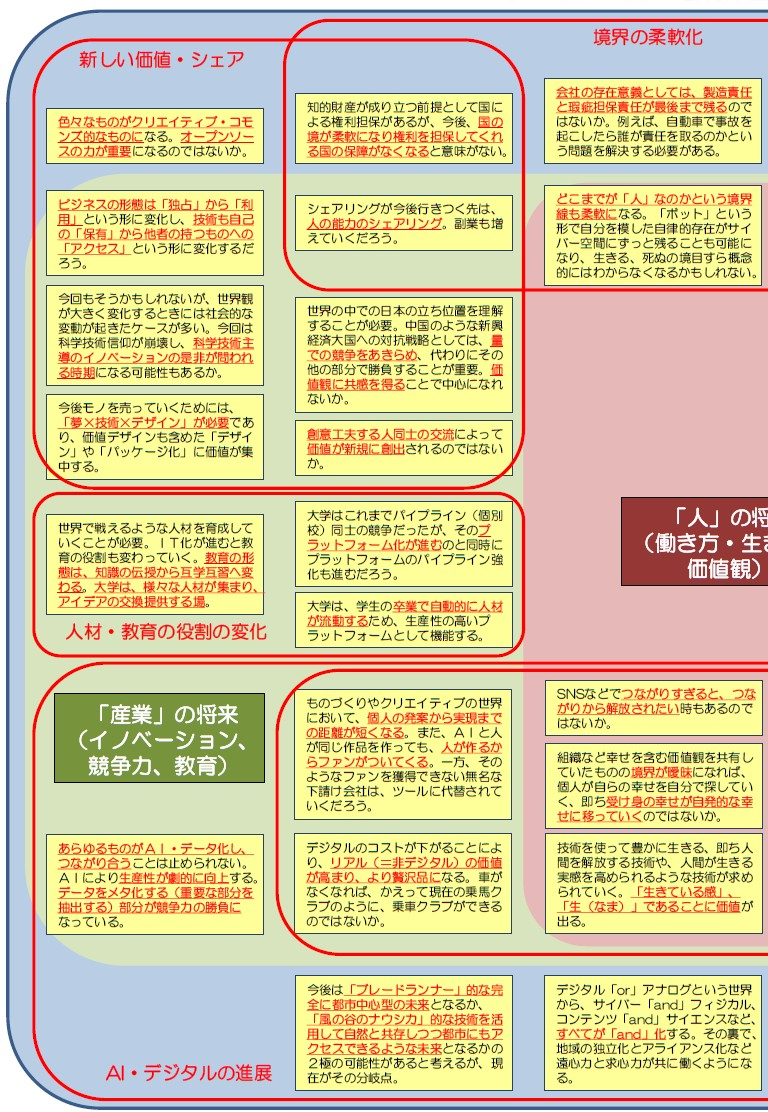 新しい価値・シェア
境界の柔軟化
色々なものがクリエイティブ・コモ
ンズ的なものになる。オープンソー
スの力が重要になるのではないか。
知的財産が成り立つ前提として国に
よる権利担保があるが、今後、国の
境が柔軟になり権利を担保してくれ
る国の保障がなくなると意味がない。
会社の存在意義としては、製造責任
と瑕疵担保責任が最後まで残るので
はないか。例えば、自動車で事故を
起こしたら誰が責任を取るのかとい
う問題を解決する必要がある。
ビジネスの形態は「独占」から「利
用」という形に変化し、技術も自己
の「保有」から他者の持つものへの
「アクセス」という形に変化するだ
ろう。
シェアリングが今後行きつく先は、
人の能力のシェアリング。副業も増
えていくだろう。
どこまでが「人」なのかという境界
線も柔軟になる。「ボット」という
形で自分を模した自律的存在がサイ
バー空間にずっと残ることも可能に
なり、生きる、死ぬの境目すら概念
的にはわからなくなるかもしれない。
今回もそうかもしれないが、世界観
が大きく変化するときには社会的な
変動が起きたケースが多い。今回は
科学技術信仰が崩壊し、科学技術主
導のイノベーションの是非が問われ
る時期になる可能性もあるか。
世界の中での日本の立ち位置を理解
することが必要。中国のような新興
経済大国への対抗戦略としては、量
での競争をあきらめ、代わりにその
他の部分で勝負することが重要。価
値観に共感を得ることで中心になれ
ないか。
今後モノを売っていくためには、
「夢×技術×デザイン」が必要であ
り、価値デザインも含めた「デザイ
ン」や「パッケージ化」に価値が集
中する。
創意工夫する人同士の交流によって
価値が新規に創出されるのではない
か。
世界で戦えるような人材を育成して
いくことが必要。ＩＴ化が進むと教
育の役割も変わっていく。教育の形
態は、知識の伝授から互学互習へ変
わる。大学は、様々な人材が集まり、
アイデアの交換提供する場。
大学はこれまでパイプライン（個別
校）同士の競争だったが、そのプ
ラットフォーム化が進むのと同時に
プラットフォームのパイプライン強
化も進むだろう。
大学は、学生の卒業で自動的に人材
が流動するため、生産性の高いプ
ラットフォームとして機能する。
人材・教育の役割の変化
「人」の将
（働き方・生き
価値観）
「産業」の将来
（イノベーション、
競争力、教育）
ものづくりやクリエイティブの世界
において、個人の発案から実現まで
の距離が短くなる。また、ＡＩと人
が同じ作品を作っても、人が作るか
らファンがついてくる。一方、その
ようなファンを獲得できない無名な
下請け会社は、ツールに代替されて
いくだろう。
SNSなどでつながりすぎると、つな
がりから解放されたい時もあるので
はないか。
組織など幸せを含む価値観を共有し
ていたものの境界が曖昧になれば、
個人が自らの幸せを自分で探してい
く、即ち受け身の幸せが自発的な幸
せに移っていくのではないか。
あらゆるものがＡＩ・データ化し、
つながり合うことは止められない。
ＡＩにより生産性が劇的に向上する。
データをメタ化する（重要な部分を
抽出する）部分が競争力の勝負に
なっている。
デジタルのコストが下がることによ
り、リアル（＝非デジタル）の価値
が高まり、より贅沢品になる。車が
なくなれば、かえって現在の乗馬ク
ラブのように、乗車クラブができる
のではないか。
技術を使って豊かに生きる、即ち人
間を解放する技術や、人間が生きる
実感を高められるような技術が求め
られていく。「生きている感」、
「生（なま）」であることに価値が
出る。
今後は「ブレードランナー」的な完
全に都市中心型の未来となるか、
「風の谷のナウシカ」的な技術を活
用して自然と共存しつつ都市にもア
クセスできるような未来となるかの
２極の可能性があると考えるが、現
在がその分岐点。
デジタル「or」アナログという世界
から、サイバー「and」フィジカル、
コンテンツ「and」サイエンスなど、
すべてが「and」化する。その裏で、
地域の独立化とアライアンス化など
遠心力と求心力が共に働くようにな
る。
AI・デジタルの進展